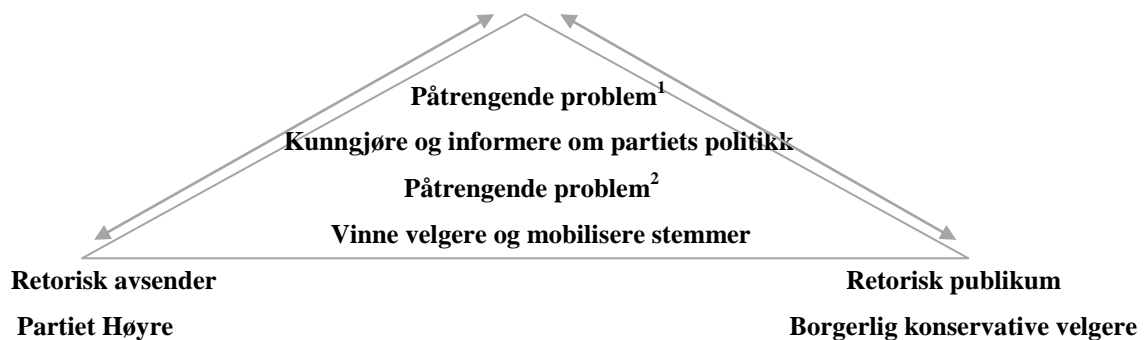 Påtrengende problem¹
Kunngjøre og informere om partiets politikk
Påtrengende problem²
Vinne velgere og mobilisere stemmer
Retorisk avsender Retorisk publikum
Partiet Høyre Borgerlig konservative velgere